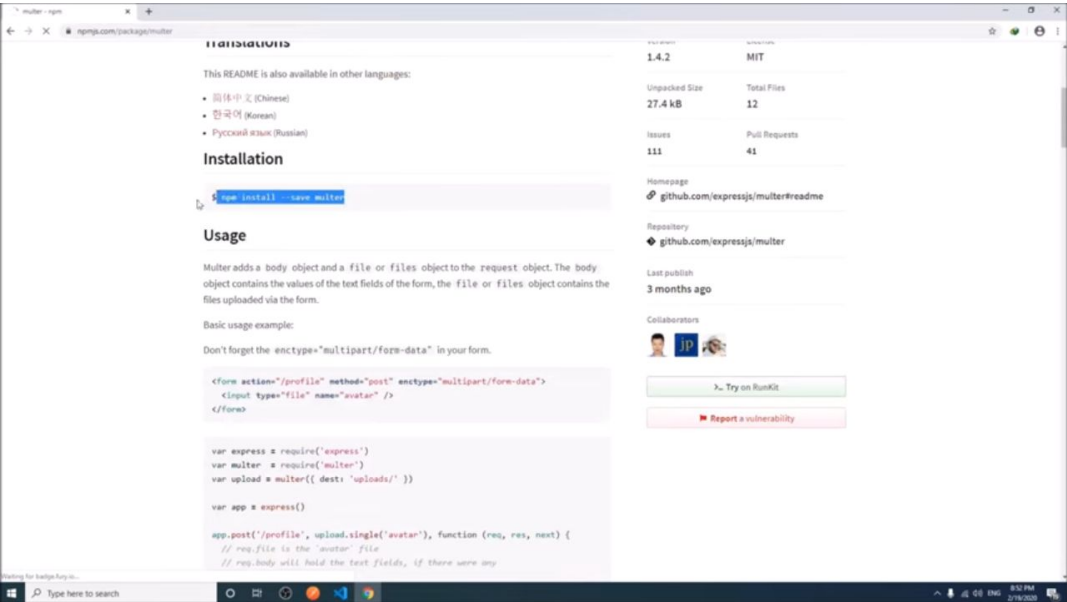 multer - npm
npmjs.com/package/multer
Translations
This README is also available in other languages:
简体中文 (Chinese)
한국어 (Korean)
Русский язык (Russian)
Installation
$ npm install --save multer
Usage
Multer adds a body object and a file or files object to the request object. The body
object contains the values of the text fields of the form, the file or files object contains the
files uploaded via the form.
Basic usage example:
Don't forget the enctype="multipart/form-data" in your form.
<form action="/profile" method="post" enctype="multipart/form-data">
<input type="file" name="avatar" />
</form>
var express = require('express')
var multer = require('multer')
var upload = multer({ dest: 'uploads/' })
var app = express()
app.post('/profile', upload.single('avatar'), function (req, res, next) {
// req.file is the `avatar` file
// req.body will hold the text fields, if there were any
Version License
1.4.2 MIT
Unpacked Size Total Files
27.4 kB 12
Issues Pull Requests
111 41
Homepage
github.com/expressjs/multer#readme
Repository
github.com/expressjs/multer
Last publish
3 months ago
Collaborators
jp
>_ Try on RunKit
Report a vulnerability
Waiting for badge.fury.io...
Type here to search
ENG
8:52 PM
2/19/2020